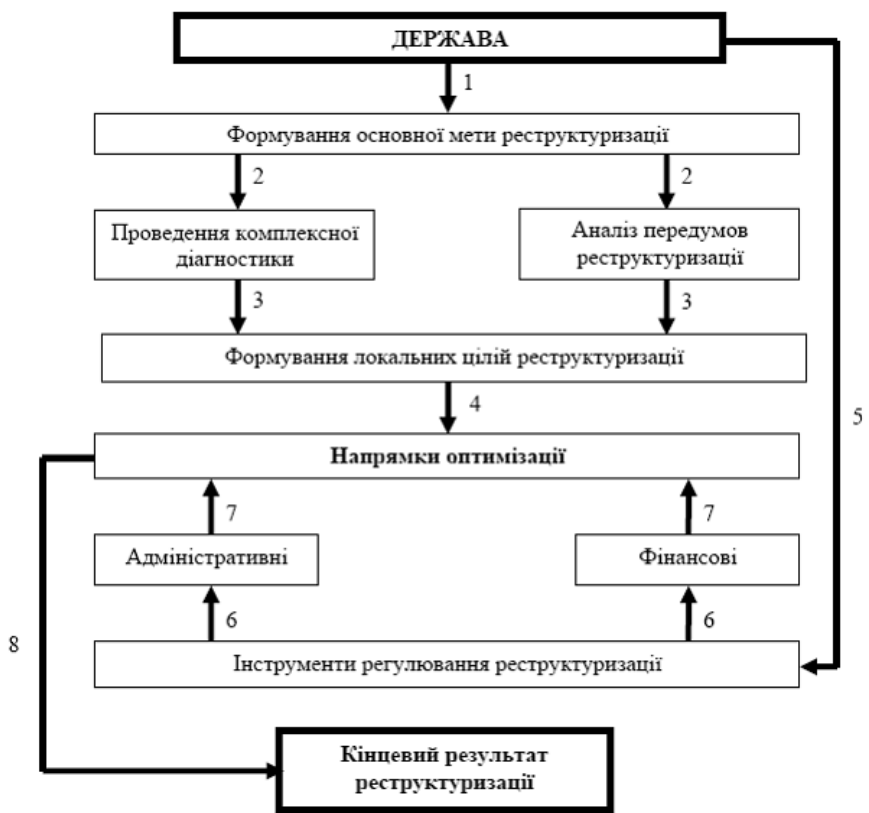 ДЕРЖАВА
1
Формування основної мети реструктуризації
2
2
Проведення комплексної
діагностики
Аналіз передумов
реструктуризації
3
3
Формування локальних цілій реструктуризації
4
5
Напрямки оптимізації
7
7
Адміністративні
Фінансові
6
6
8
Інструменти регулювання реструктуризації
Кінцевий результат
реструктуризації